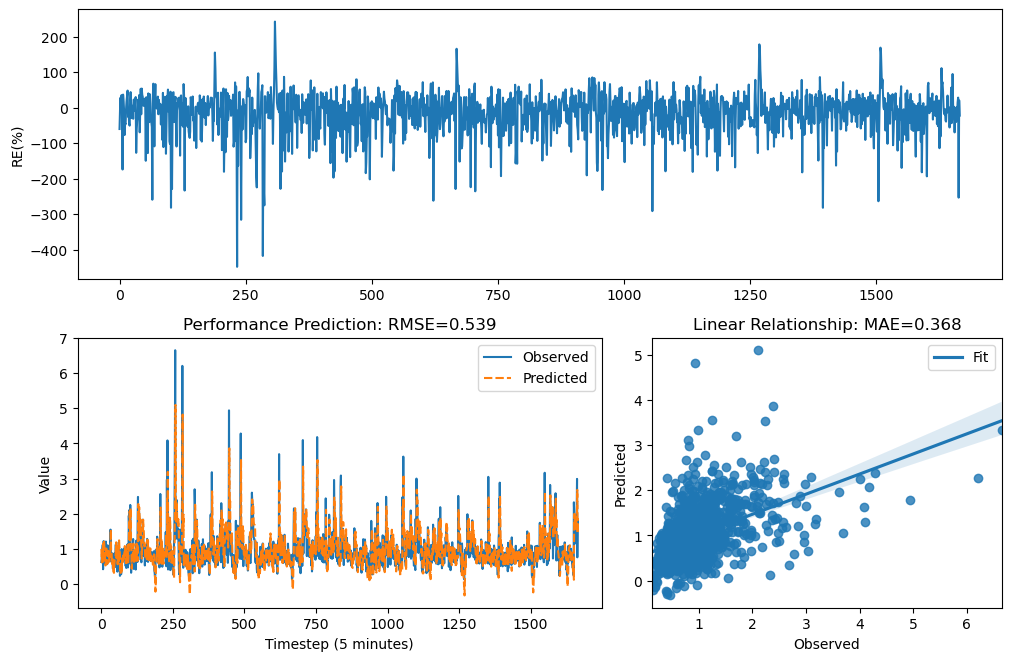 RE(%)
200
100
0
−100
−200
−300
−400
0 250 500 750 1000 1250 1500
Performance Prediction: RMSE=0.539
Value
7
6
5
4
3
2
1
0
Observed
Predicted
0 250 500 750 1000 1250 1500
Timestep (5 minutes)
Linear Relationship: MAE=0.368
Predicted
5
4
3
2
1
0
Fit
1 2 3 4 5 6
Observed